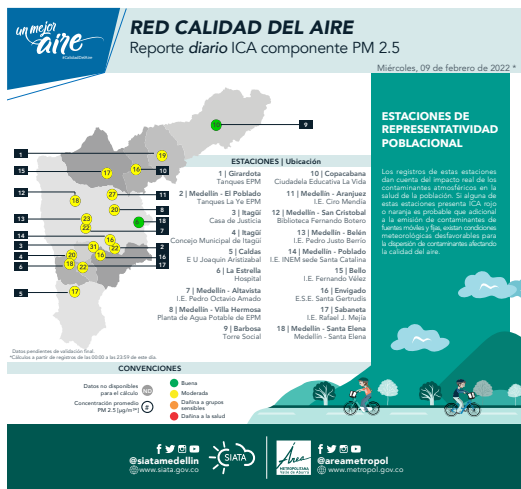 un mejor
aire
#CalidadDelAire
RED CALIDAD DEL AIRE
Reporte diario ICA componente PM 2.5
Miércoles, 09 de febrero de 2022 *
ESTACIONES DE
REPRESENTATIVIDAD
POBLACIONAL
Los registros de estas estaciones
dan cuenta del impacto real de los
contaminantes atmosféricos en la
salud de la población. Si alguna de
estas estaciones presenta ICA rojo
o naranja es probable que adicional
a la emisión de contaminantes de
fuentes móviles y fijas, existan condiciones
meteorológicas desfavorables para
la dispersión de contaminantes afectando
la calidad del aire.
10
9
1
19
15
17
16
10
12
18
27
11
20
8
13
23
18
22
7
14
16
3
31
22
2
4
20
16
16
6
18
22
17
5
17
ESTACIONES | Ubicación
1 | Girardota
Tanques EPM
2 | Medellín - El Poblado
Tanques La Ye EPM
3 | Itagüí
Casa de Justicia
4 | Itagüí
Concejo Municipal de Itagüí
5 | Caldas
E U Joaquín Aristizabal
6 | La Estrella
Hospital
7 | Medellín - Altavista
I.E. Pedro Octavio Amado
8 | Medellín - Villa Hermosa
Planta de Agua Potable de EPM
9 | Barbosa
Torre Social
10 | Copacabana
Ciudadela Educativa La Vida
11 | Medellín - Aranjuez
I.E. Ciro Mendía
12 | Medellín - San Cristobal
Biblioteca Fernando Botero
13 | Medellín - Belén
I.E. Pedro Justo Berrío
14 | Medellín - Poblado
I.E. INEM sede Santa Catalina
15 | Bello
I.E. Fernando Vélez
16 | Envigado
E.S.E. Santa Gertrudis
17 | Sabaneta
I.E. Rafael J. Mejía
18 | Medellín - Santa Elena
Medellín - Santa Elena
Datos pendientes de validación final.
*Cálculos a partir de registros de las 00:00 a las 23:59 de este día.
CONVENCIONES
Datos no disponibles
para el cálculo
ND
Concentración promedio
PM 2.5 [µg/m³]
#
Buena
Moderada
Dañina a grupos
sensibles
Dañina a la salud
@siatamedellin
www.siata.gov.co
SIATA
Área
METROPOLITANA
Valle de Aburrá
@areametropol
www.metropol.gov.co